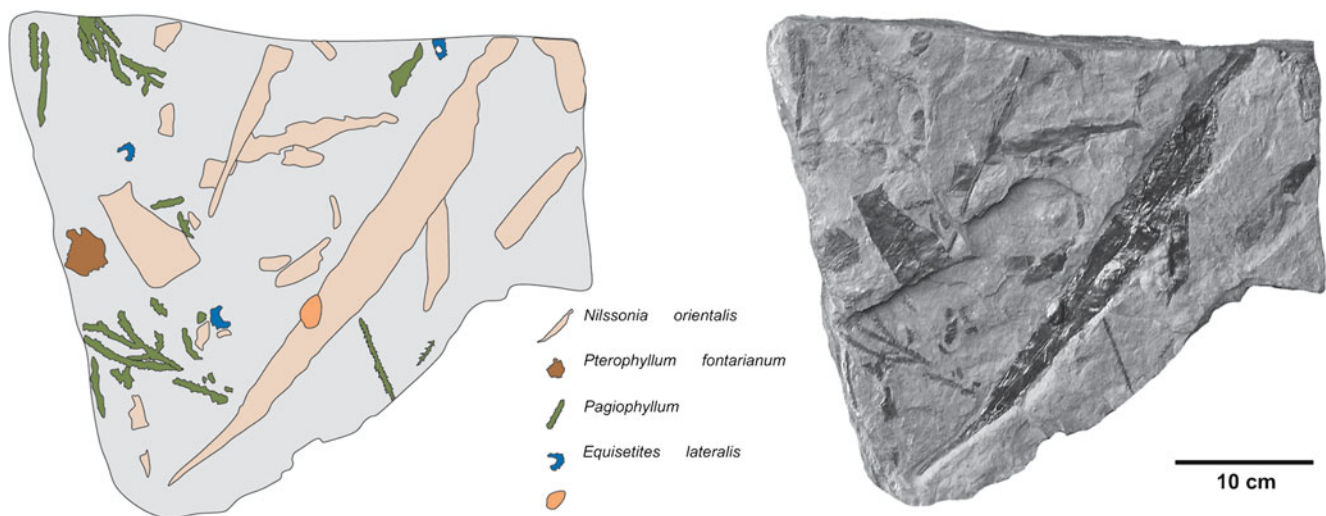 Nilssonia orientalis
Pterophyllum fontarianum
Pagiophyllum
Equisetites lateralis
10 cm